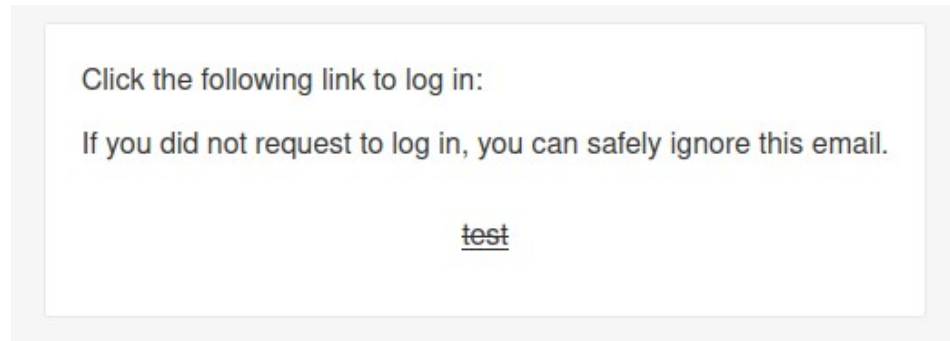 Click the following link to log in:
If you did not request to log in, you can safely ignore this email.
test